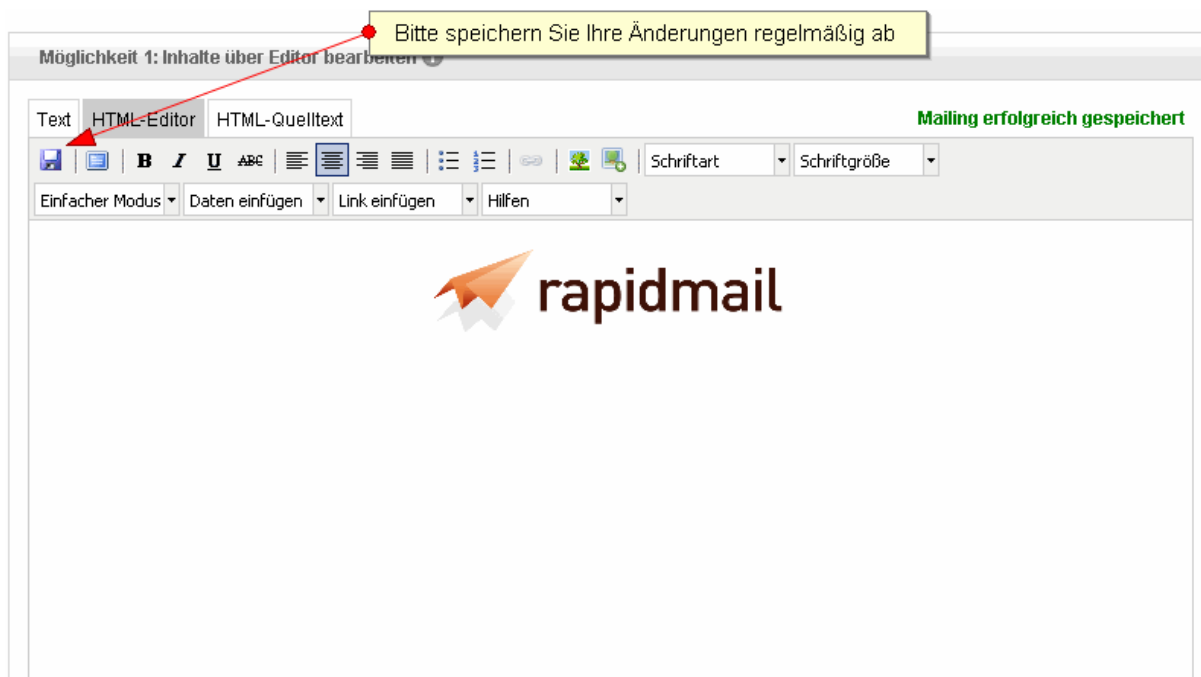 Bitte speichern Sie Ihre Änderungen regelmäßig ab
Möglichkeit 1: Inhalte über Editor bearbeiten
Text HTML-Editor HTML-Quelltext Mailing erfolgreich gespeichert
B I U ABC Schriftart Schriftgröße
Einfacher Modus Daten einfügen Link einfügen Hilfen
rapidmail